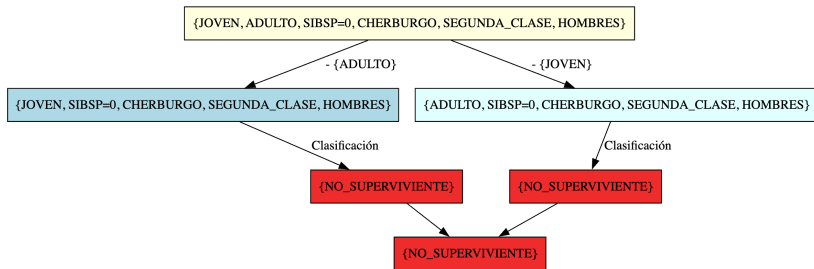 {JOVEN, ADULTO, SIBSP=0, CHERBURGO, SEGUNDA_CLASE, HOMBRES}
- {ADULTO}
- {JOVEN}
{JOVEN, SIBSP=0, CHERBURGO, SEGUNDA_CLASE, HOMBRES}
{ADULTO, SIBSP=0, CHERBURGO, SEGUNDA_CLASE, HOMBRES}
Clasificación
Clasificación
{NO_SUPERVIVIENTE}
{NO_SUPERVIVIENTE}
{NO_SUPERVIVIENTE}